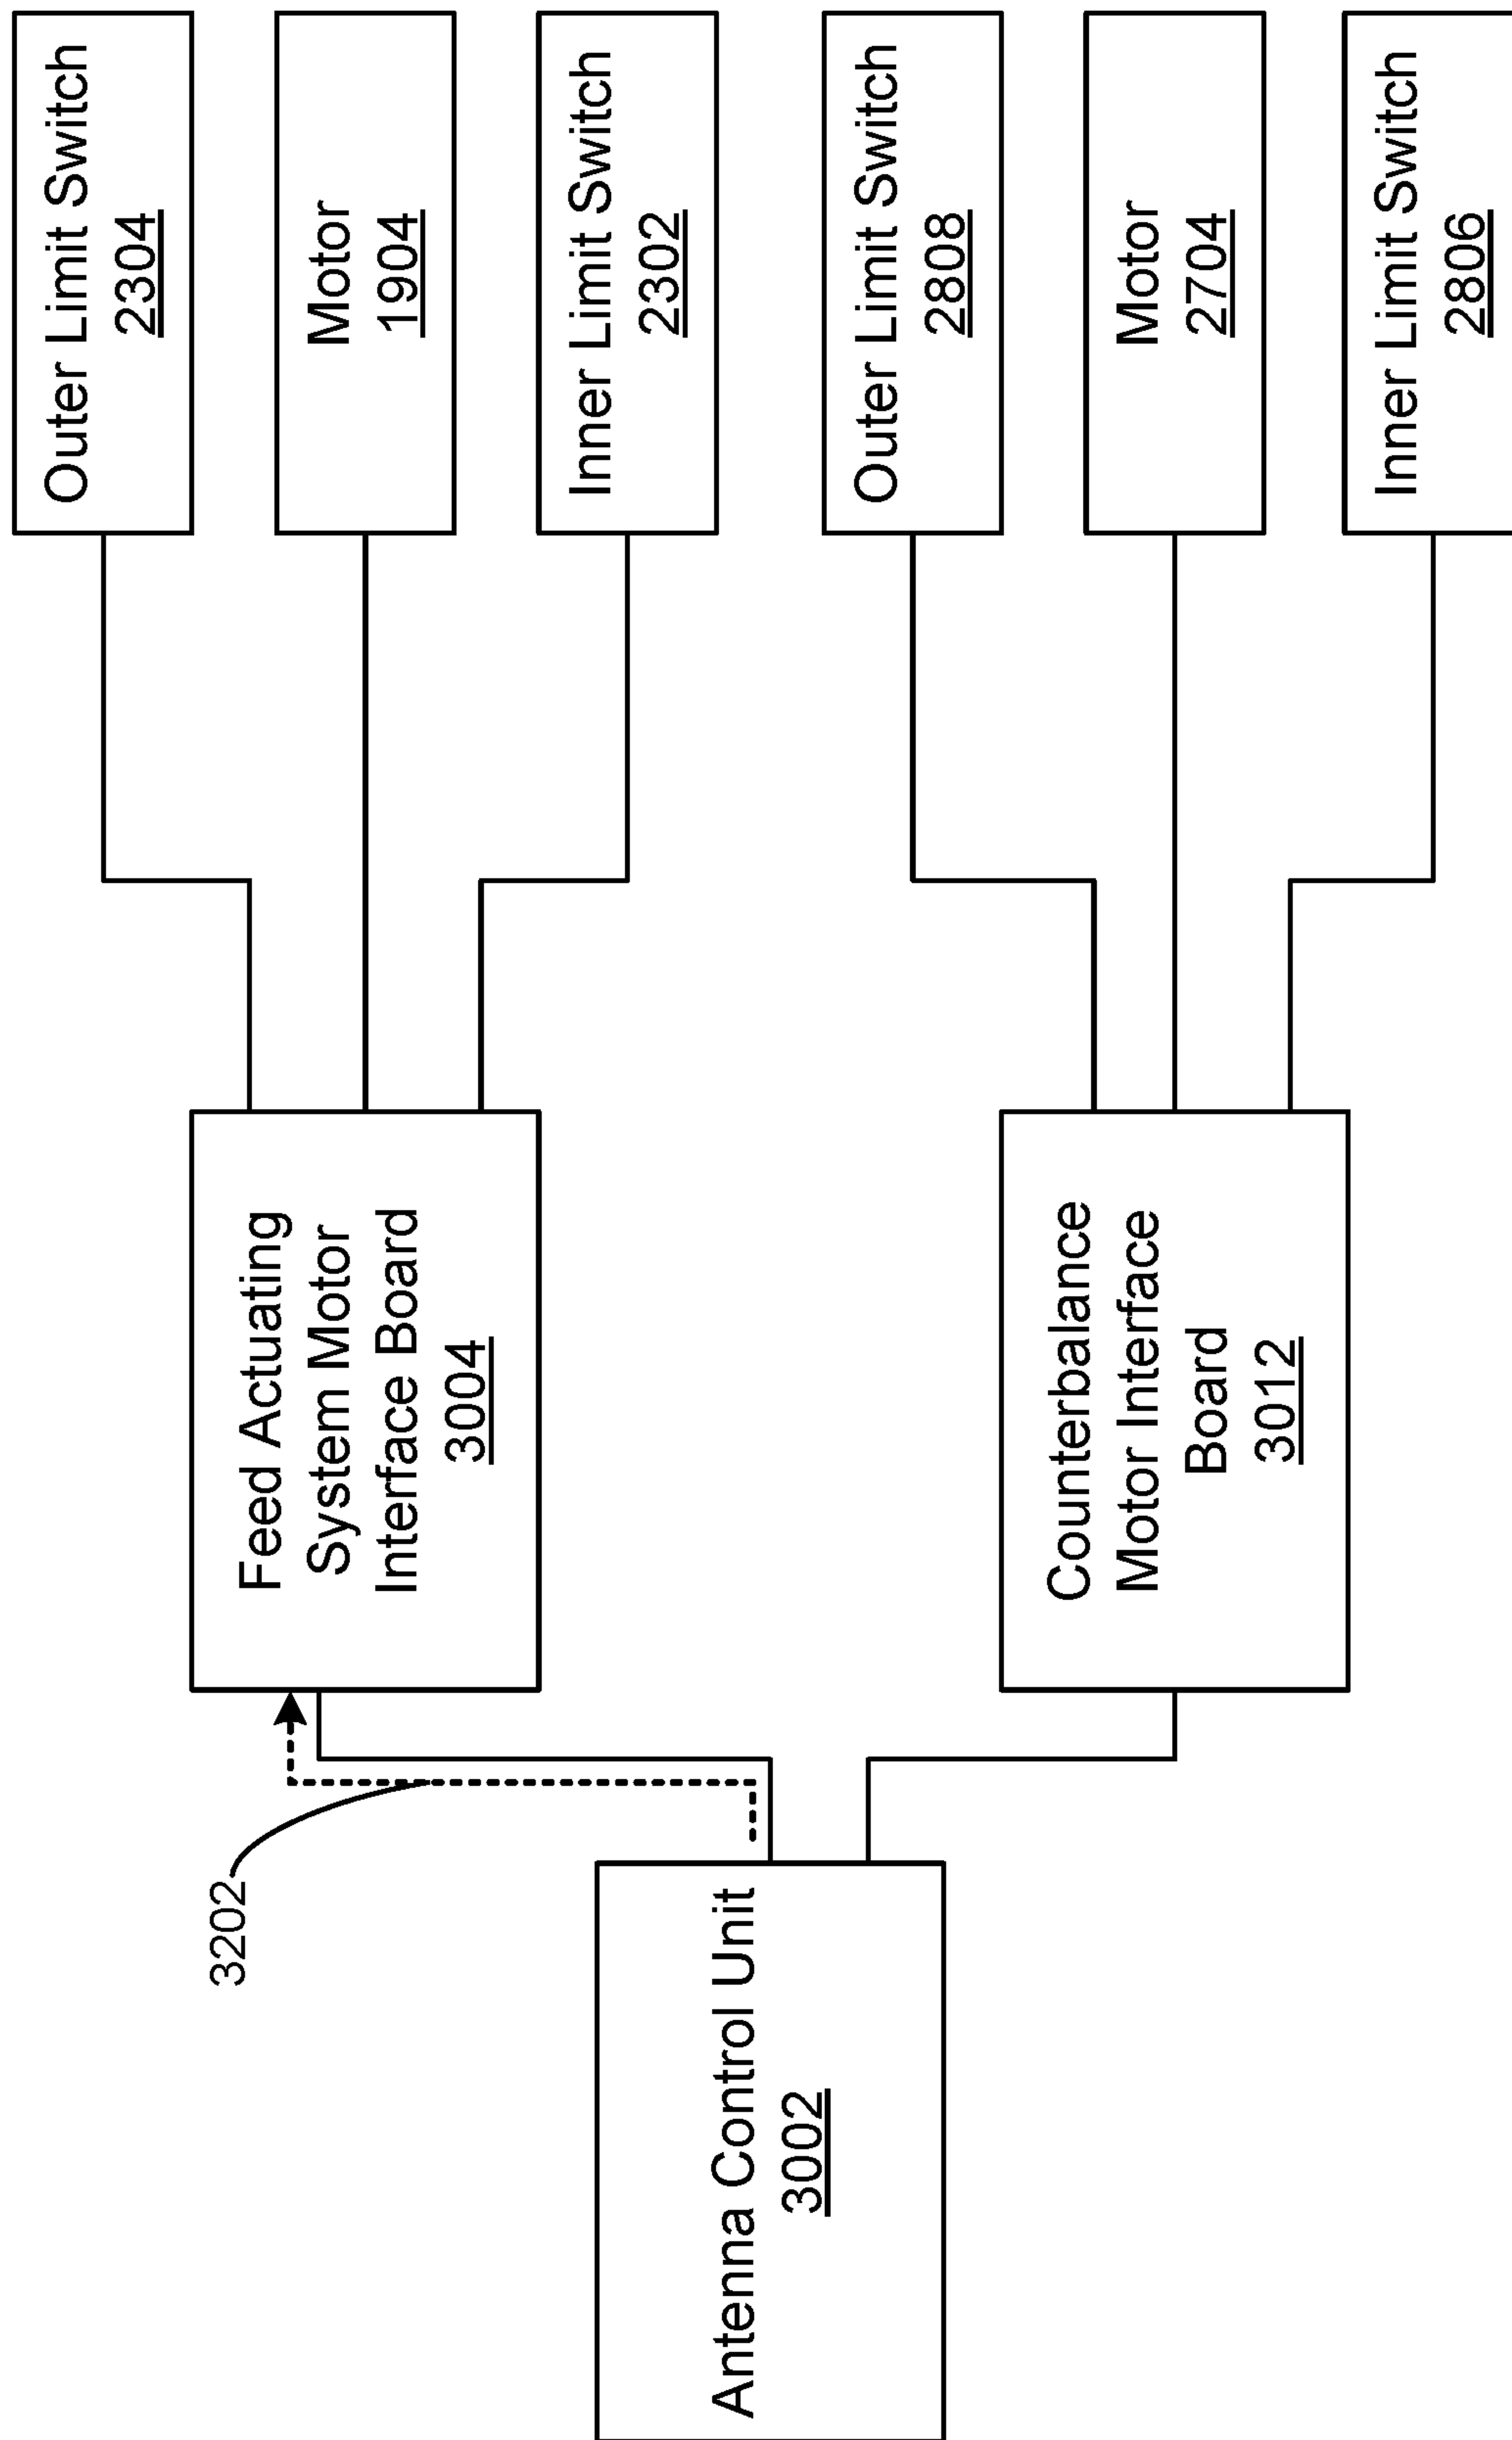 3202
Antenna Control Unit
3002
Feed Actuating
System Motor
Interface Board
3004
Counterbalance
Motor Interface
Board
3012
Outer Limit Switch
2304
Motor
1904
Inner Limit Switch
2302
Outer Limit Switch
2808
Motor
2704
Inner Limit Switch
2806